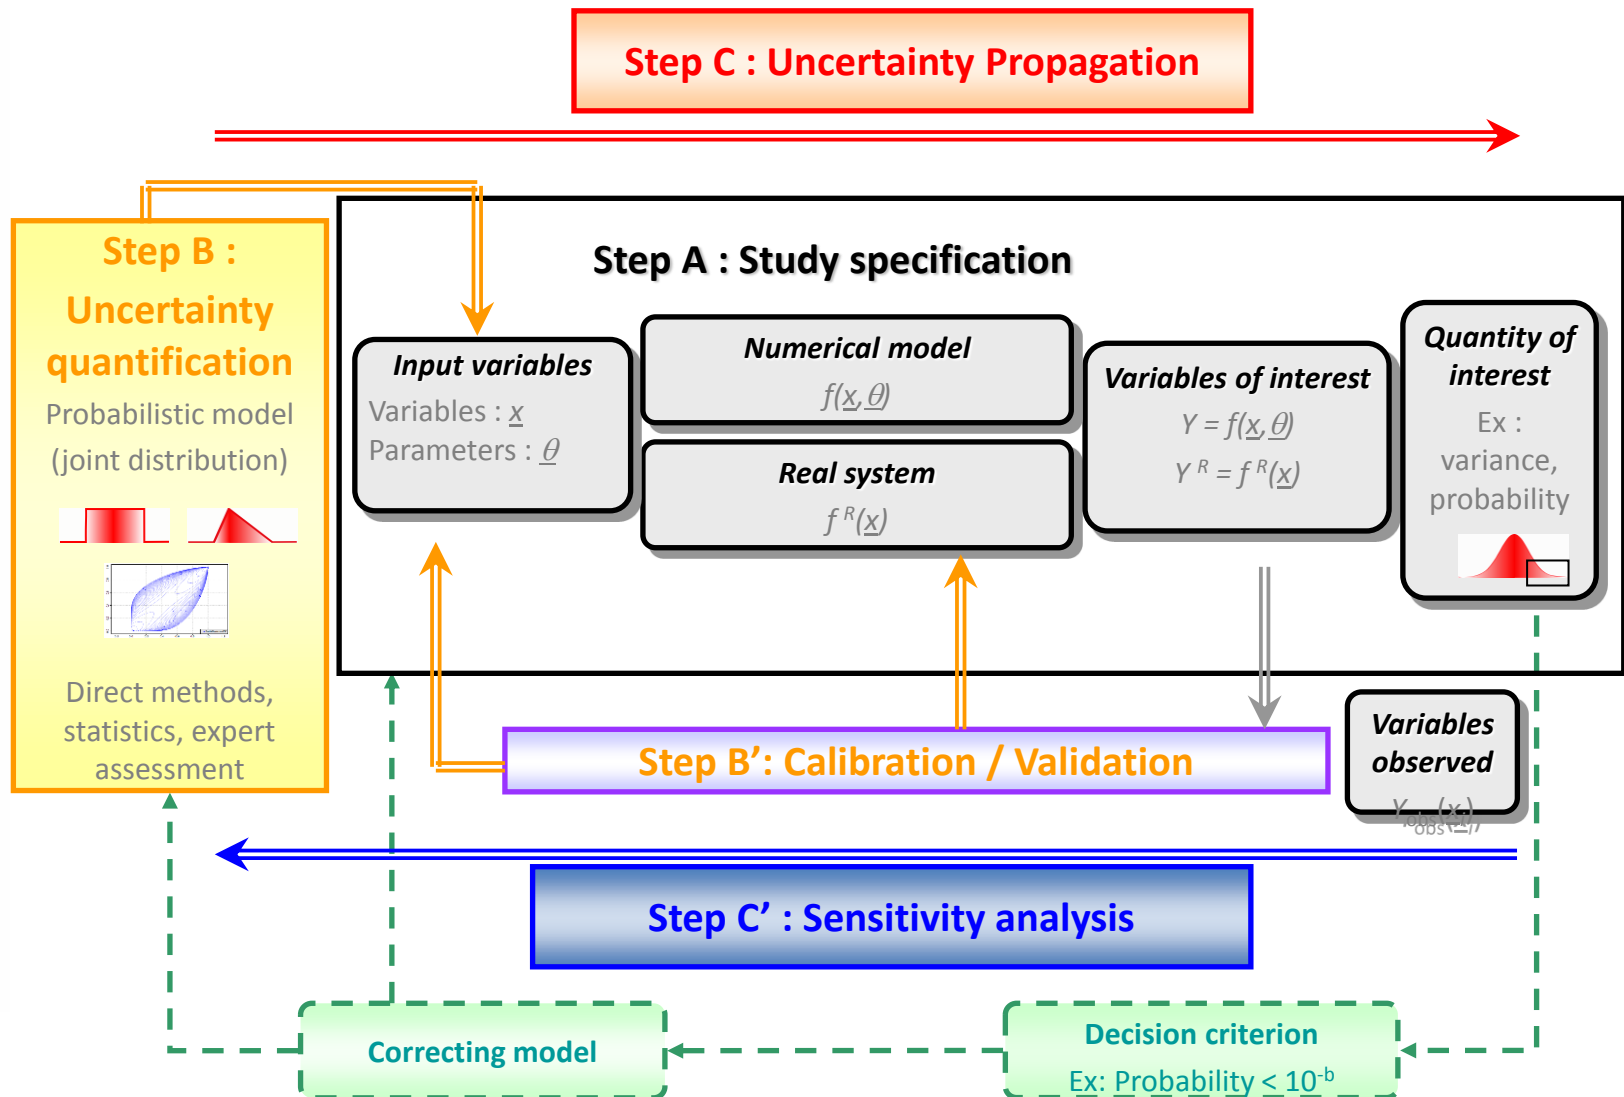 Step C : Uncertainty Propagation
Step B :
Uncertainty
quantification
Probabilistic model
(joint distribution)
Direct methods,
statistics, expert
assessment
Step A : Study specification
Input variables
Variables : x
Parameters : θ
Numerical model
f(x,θ)
Real system
f R(x)
Variables of interest
Y = f(x,θ)
Y R = f R(x)
Quantity of
interest
Ex :
variance,
probability
Step B’: Calibration / Validation
Variables
observed
Step C’ : Sensitivity analysis
Correcting model
Decision criterion
Ex: Probability < 10-b